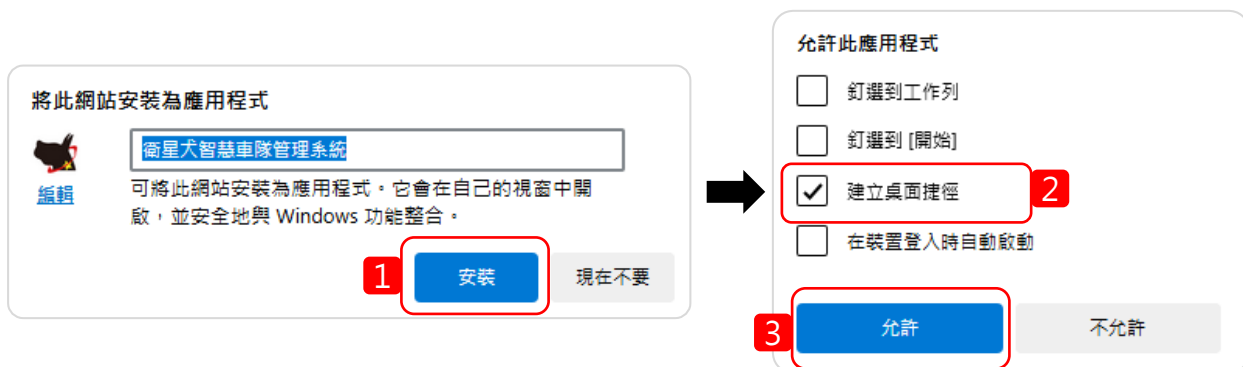 將此網站安裝為應用程式
衛星犬智慧車隊管理系統
編輯
可將此網站安裝為應用程式。它會在自己的視窗中開
啟，並安全地與 Windows 功能整合。
1
安裝
現在不要
允許此應用程式
釘選到工作列
釘選到 [開始]
建立桌面捷徑
2
在裝置登入時自動啟動
3
允許
不允許